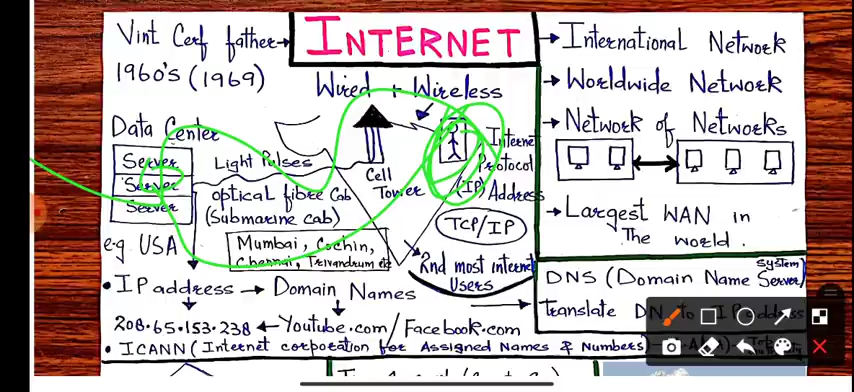 Vint Cerf father→
1960's (1969)
INTERNET
Wired + Wireless
→ International Network
→ Worldwide Network
→ Network of Networks
→ Largest WAN in
The world.
Data Center
Server
Server
Server
Light Pulses
optical fibre Cab
(Submarine cab)
Cell
Tower
Internet
Protocol
(IP) Address
TCP/IP
e.g USA
Mumbai, Cochin,
Chennai, Trivandrum etc
2nd most internet
Users
• IP address → Domain Names
208.65.153.238 ← Youtube.com/Facebook.com
• ICANN (Internet corporation for Assigned Names & Numbers)
DNS (Domain Name Server)
System
Translate DN to IP address